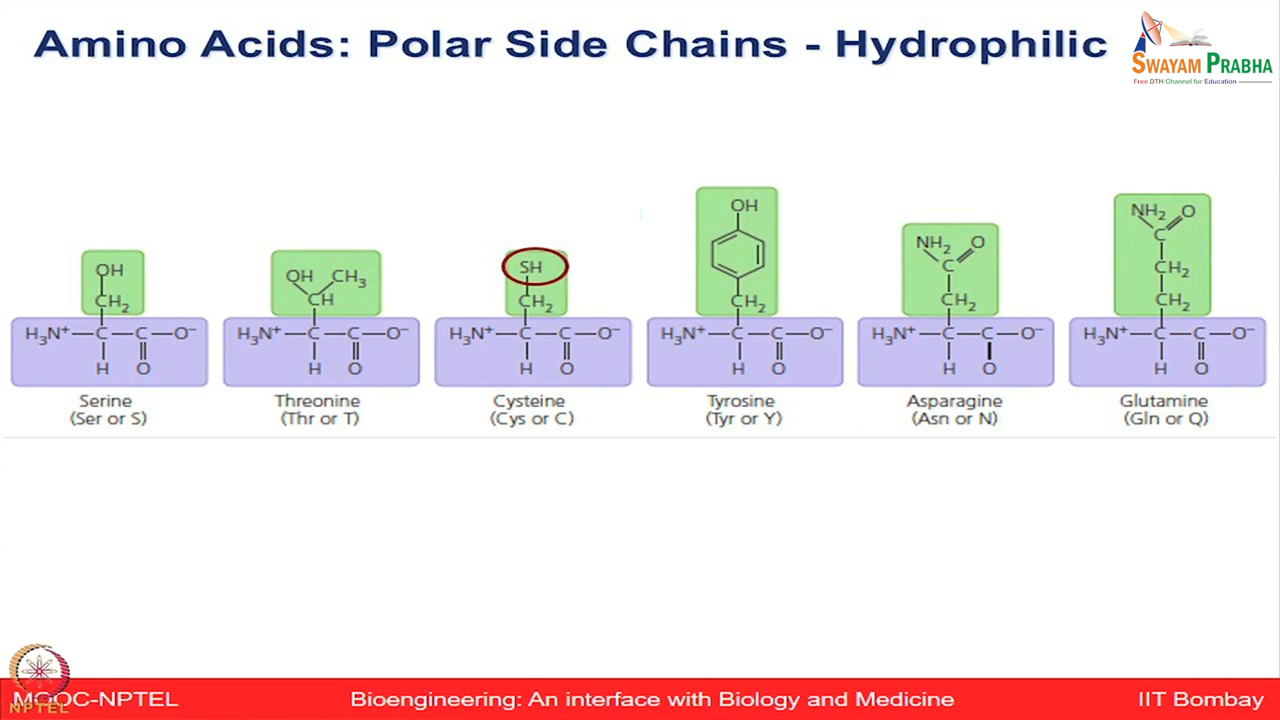 Amino Acids: Polar Side Chains - Hydrophilic
SWAYAM PRABHA
Free DTH Channel for Education
OH
CH₂
H₃N⁺—C—C—O⁻
H O
Serine
(Ser or S)
OH CH₃
CH
H₃N⁺—C—C—O⁻
H O
Threonine
(Thr or T)
SH
CH₂
H₃N⁺—C—C—O⁻
H O
Cysteine
(Cys or C)
OH
CH₂
H₃N⁺—C—C—O⁻
H O
Tyrosine
(Tyr or Y)
NH₂ O
C
CH₂
H₃N⁺—C—C—O⁻
H O
Asparagine
(Asn or N)
NH₂ O
C
CH₂
CH₂
H₃N⁺—C—C—O⁻
H O
Glutamine
(Gln or Q)
MOOC-NPTEL
NPTEL
Bioengineering: An interface with Biology and Medicine
IIT Bombay